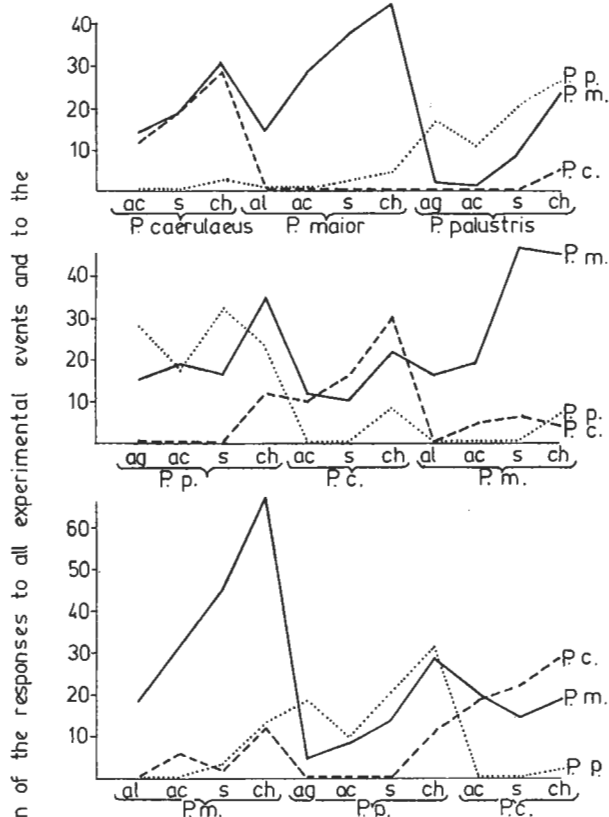 n of the responses to all experimental events and to the
40
30
20
10
P. p.
P. m.
P. c.
ac s ch al ac s ch ag ac s ch
P. caerulaeus P. maior P. palustris
40
30
20
10
P. m.
P. p.
P. c.
ag ac s ch ac s ch al ac s ch
P. p. P. c. P. m.
60
50
40
30
20
10
P. c.
P. m.
P. p
al ac s ch ag ac s ch ac s ch
P. m. P. p. P. c.